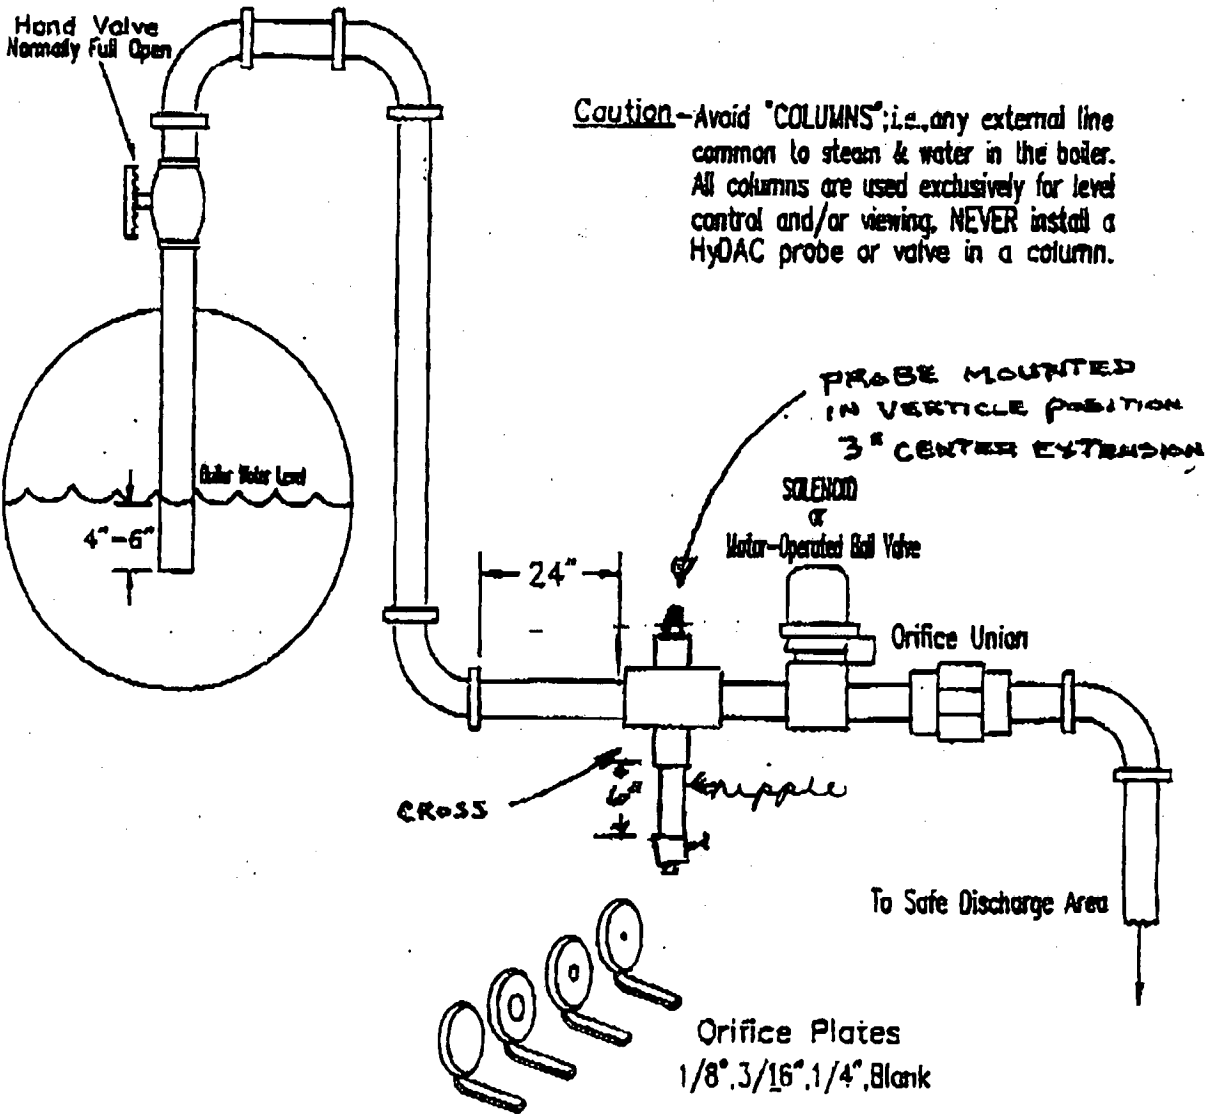 Hand Valve
Normally Full Open
Caution-Avoid "COLUMNS";i.e.,any external line
common to steam & water in the boiler.
All columns are used exclusively for level
control and/or viewing. NEVER install a
HyDAC probe or valve in a column.
PROBE MOUNTED
IN VERTICLE POSITION
3" CENTER EXTENSION
Boiler Water Level
4"-6"
SOLENOID
or
Motor-Operated Ball Valve
24"
Orifice Union
CROSS
6"
nipple
To Safe Discharge Area
Orifice Plates
1/8",3/16",1/4",Blank